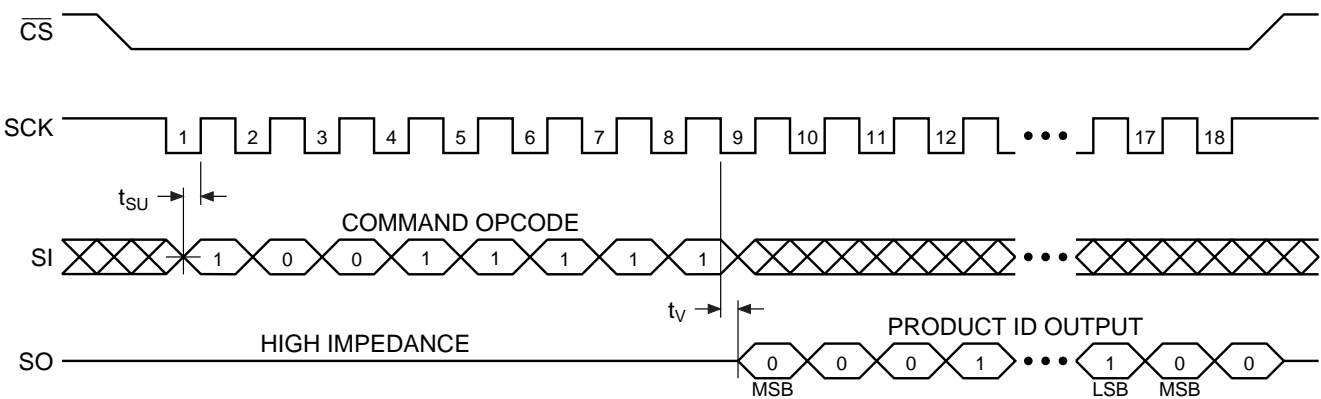 CS
SCK
1 2 3 4 5 6 7 8 9 10 11 12 ••• 17 18
tSU
COMMAND OPCODE
SI
1 0 0 1 1 1 1 1 •••
tV
HIGH IMPEDANCE
PRODUCT ID OUTPUT
SO
0 0 0 1 ••• 1 0 0
MSB LSB MSB